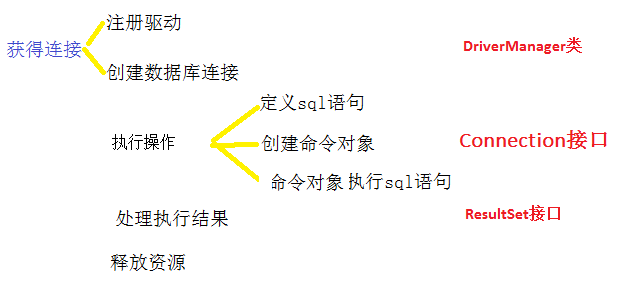 注册驱动
获得连接
DriverManager类
创建数据库连接
定义sql语句
执行操作
创建命令对象
Connection接口
命令对象 执行sql语句
处理执行结果
ResultSet接口
释放资源